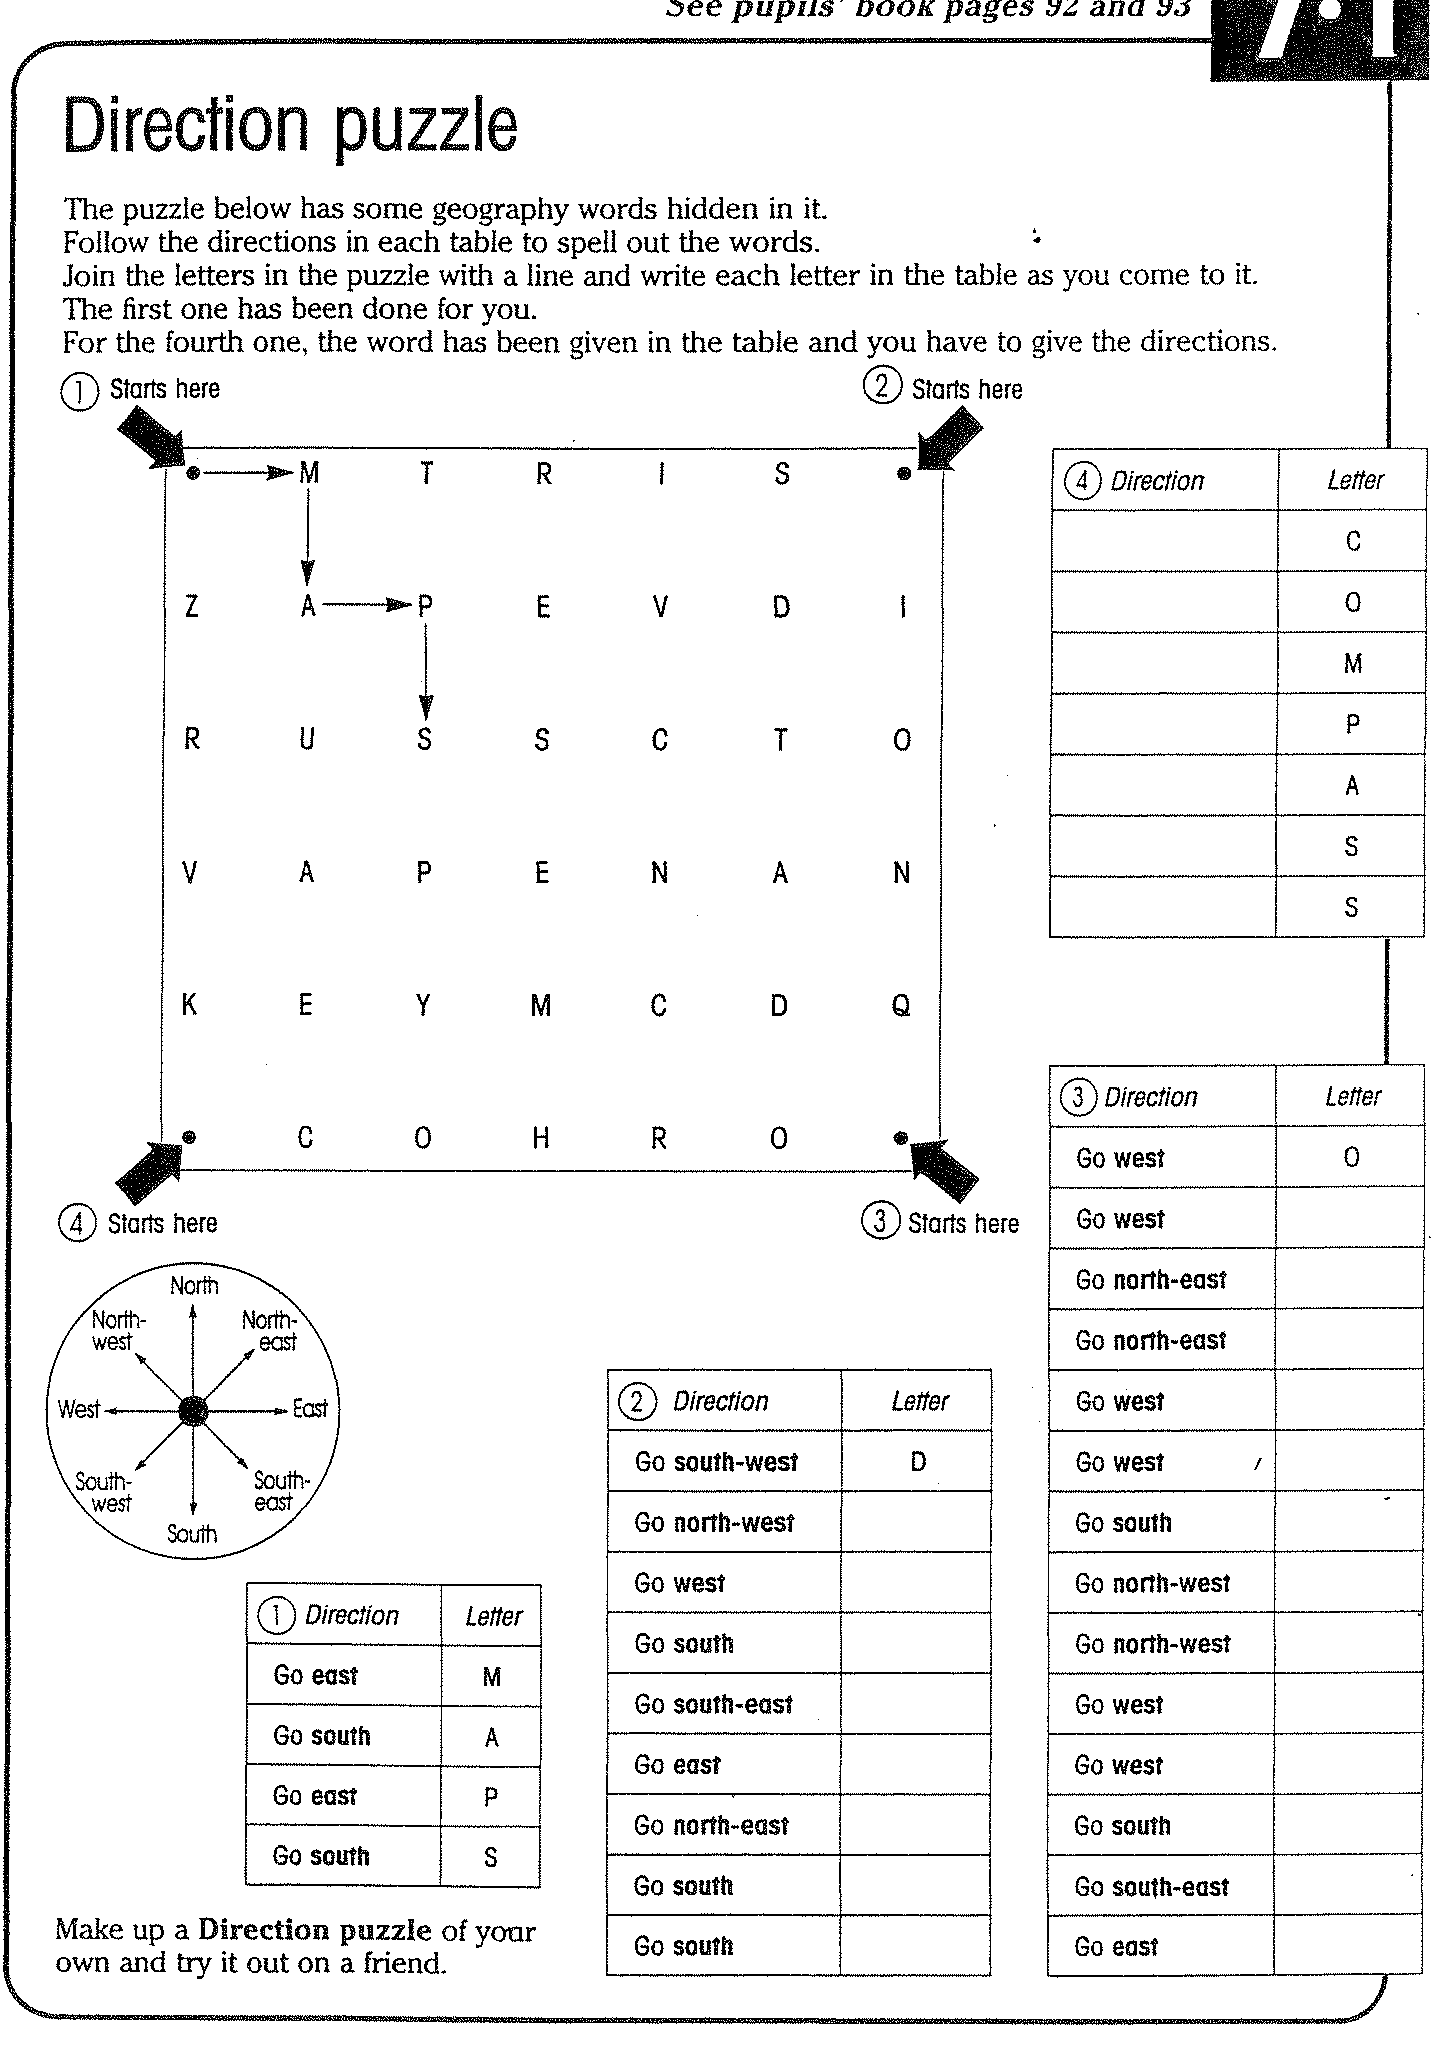 See pupils' book pages 92 and 93
7·1
Direction puzzle
The puzzle below has some geography words hidden in it.
Follow the directions in each table to spell out the words.
Join the letters in the puzzle with a line and write each letter in the table as you come to it.
The first one has been done for you.
For the fourth one, the word has been given in the table and you have to give the directions.
1 Starts here
2 Starts here
M T R I S
Z A P E V D I
R U S S C T O
V A P E N A N
K E Y M C D Q
C O H R O
4 Starts here
3 Starts here
4 Direction Letter
C
O
M
P
A
S
S
North
North-west
North-east
West
East
South-west
South-east
South
1 Direction Letter
Go east M
Go south A
Go east P
Go south S
2 Direction Letter
Go south-west D
Go north-west
Go west
Go south
Go south-east
Go east
Go north-east
Go south
Go south
3 Direction Letter
Go west O
Go west
Go north-east
Go north-east
Go west
Go west
Go south
Go north-west
Go north-west
Go west
Go west
Go south
Go south-east
Go east
Make up a Direction puzzle of your
own and try it out on a friend.